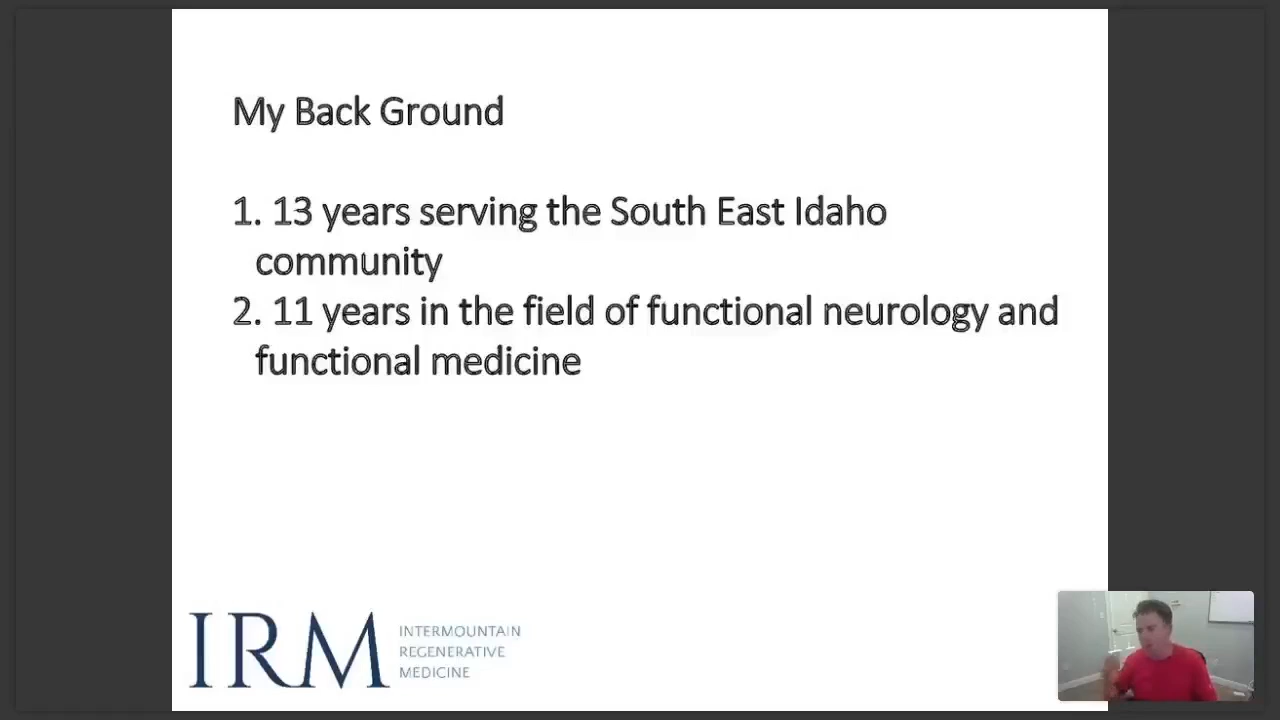 My Back Ground
1. 13 years serving the South East Idaho
community
2. 11 years in the field of functional neurology and
functional medicine
IRM
INTERMOUNTAIN
REGENERATIVE
MEDICINE